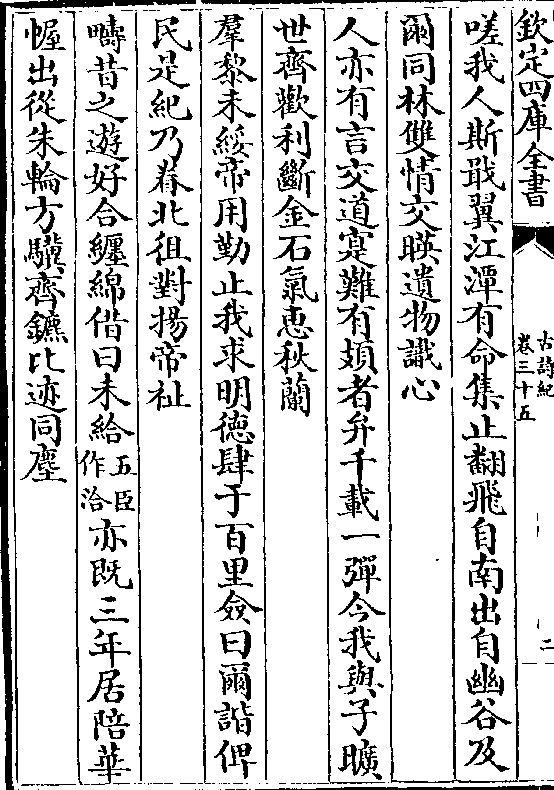 欽定四庫全書
古詩紀
卷三十五
二
嗟我人斯戢翼江潭有命集止翻飛自南出自幽谷及
爾同林雙情交暎遺物識心
人亦有言交道寔難有頍者弁千載一彈今我與子曠
世齊歡利斷金石氣惠秋蘭
羣黎未綏帝用勤止我求明德肆于百里僉曰爾諧俾
民是紀乃眷北徂對揚帝祉
疇昔之遊好合纏綿借曰未給五臣作洽亦既三年居陪華
幄出從朱輪方驥齊鑣比迹同塵